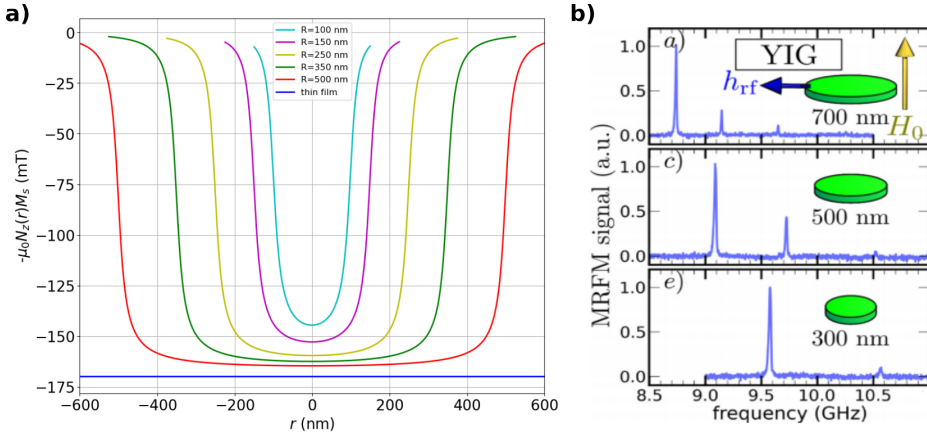 a)
0
−25
−50
−75
−100
−125
−150
−175
-μ₀N_z(r)M_s (mT)
R=100 nm
R=150 nm
R=250 nm
R=350 nm
R=500 nm
thin film
−600
−400
−200
0
200
400
600
r (nm)
b)
MRFM signal (a.u.)
a)
YIG
h_rf
700 nm
H₀
1.0
0.5
0.0
c)
500 nm
1.0
0.5
0.0
e)
300 nm
1.0
0.5
0.0
8.5
9.0
9.5
10.0
10.5
frequency (GHz)